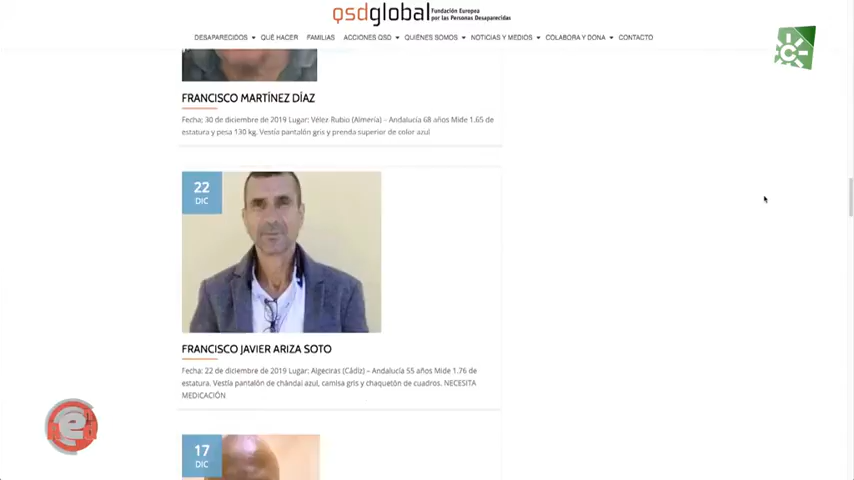 qsdglobal Fundación Europea
por las Personas Desaparecidas
DESAPARECIDOS QUÉ HACER FAMILIAS ACCIONES QSD QUIÉNES SOMOS NOTICIAS Y MEDIOS COLABORA Y DONA CONTACTO
FRANCISCO MARTÍNEZ DÍAZ
Fecha; 30 de diciembre de 2019 Lugar: Vélez Rubio (Almería) – Andalucía 68 años Mide 1.65 de
estatura y pesa 130 kg. Vestía pantalón gris y prenda superior de color azul
22
DIC
FRANCISCO JAVIER ARIZA SOTO
Fecha: 22 de diciembre de 2019 Lugar: Algeciras (Cádiz) – Andalucía 55 años Mide 1.76 de
estatura. Vestía pantalón de chándal azul, camisa gris y chaquetón de cuadros. NECESITA
MEDICACIÓN
17
DIC